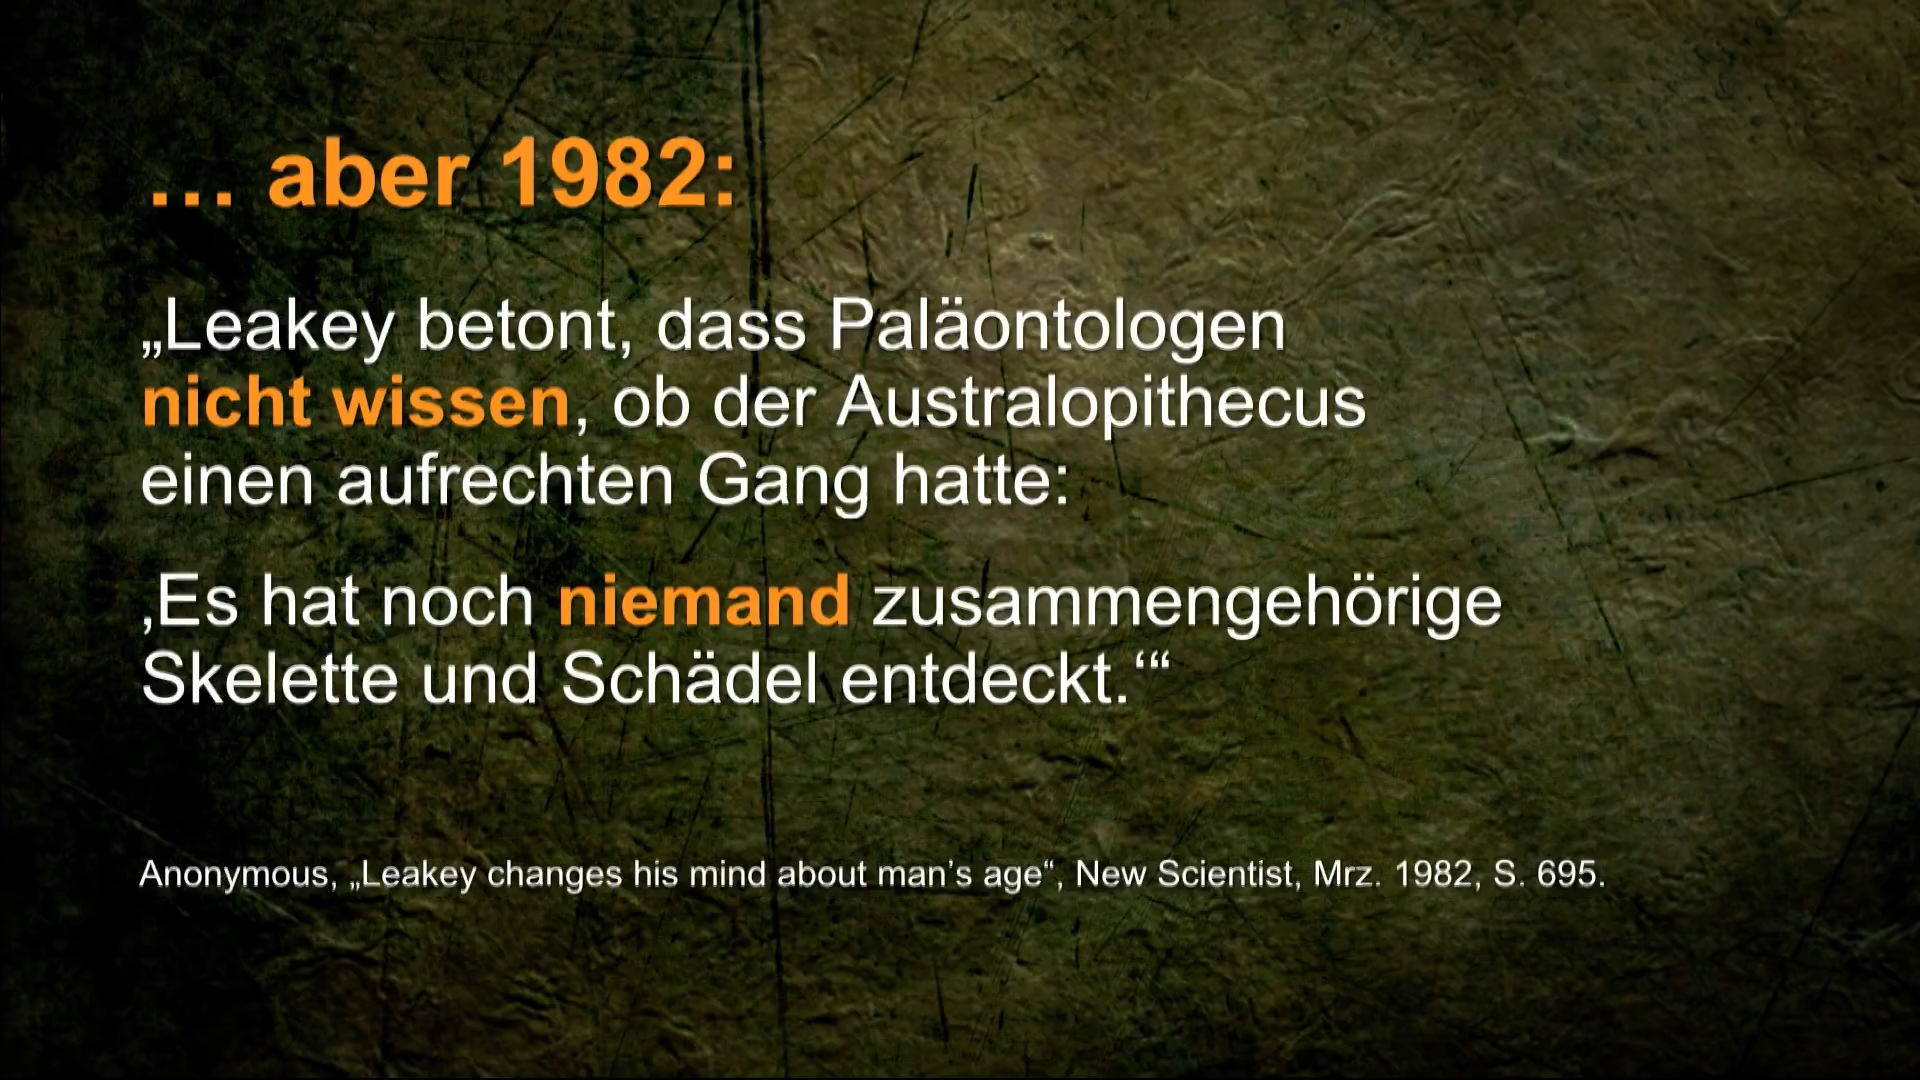 … aber 1982:
„Leakey betont, dass Paläontologen
nicht wissen, ob der Australopithecus
einen aufrechten Gang hatte:
‚Es hat noch niemand zusammengehörige
Skelette und Schädel entdeckt.‘“
Anonymous, „Leakey changes his mind about man’s age“, New Scientist, Mrz. 1982, S. 695.